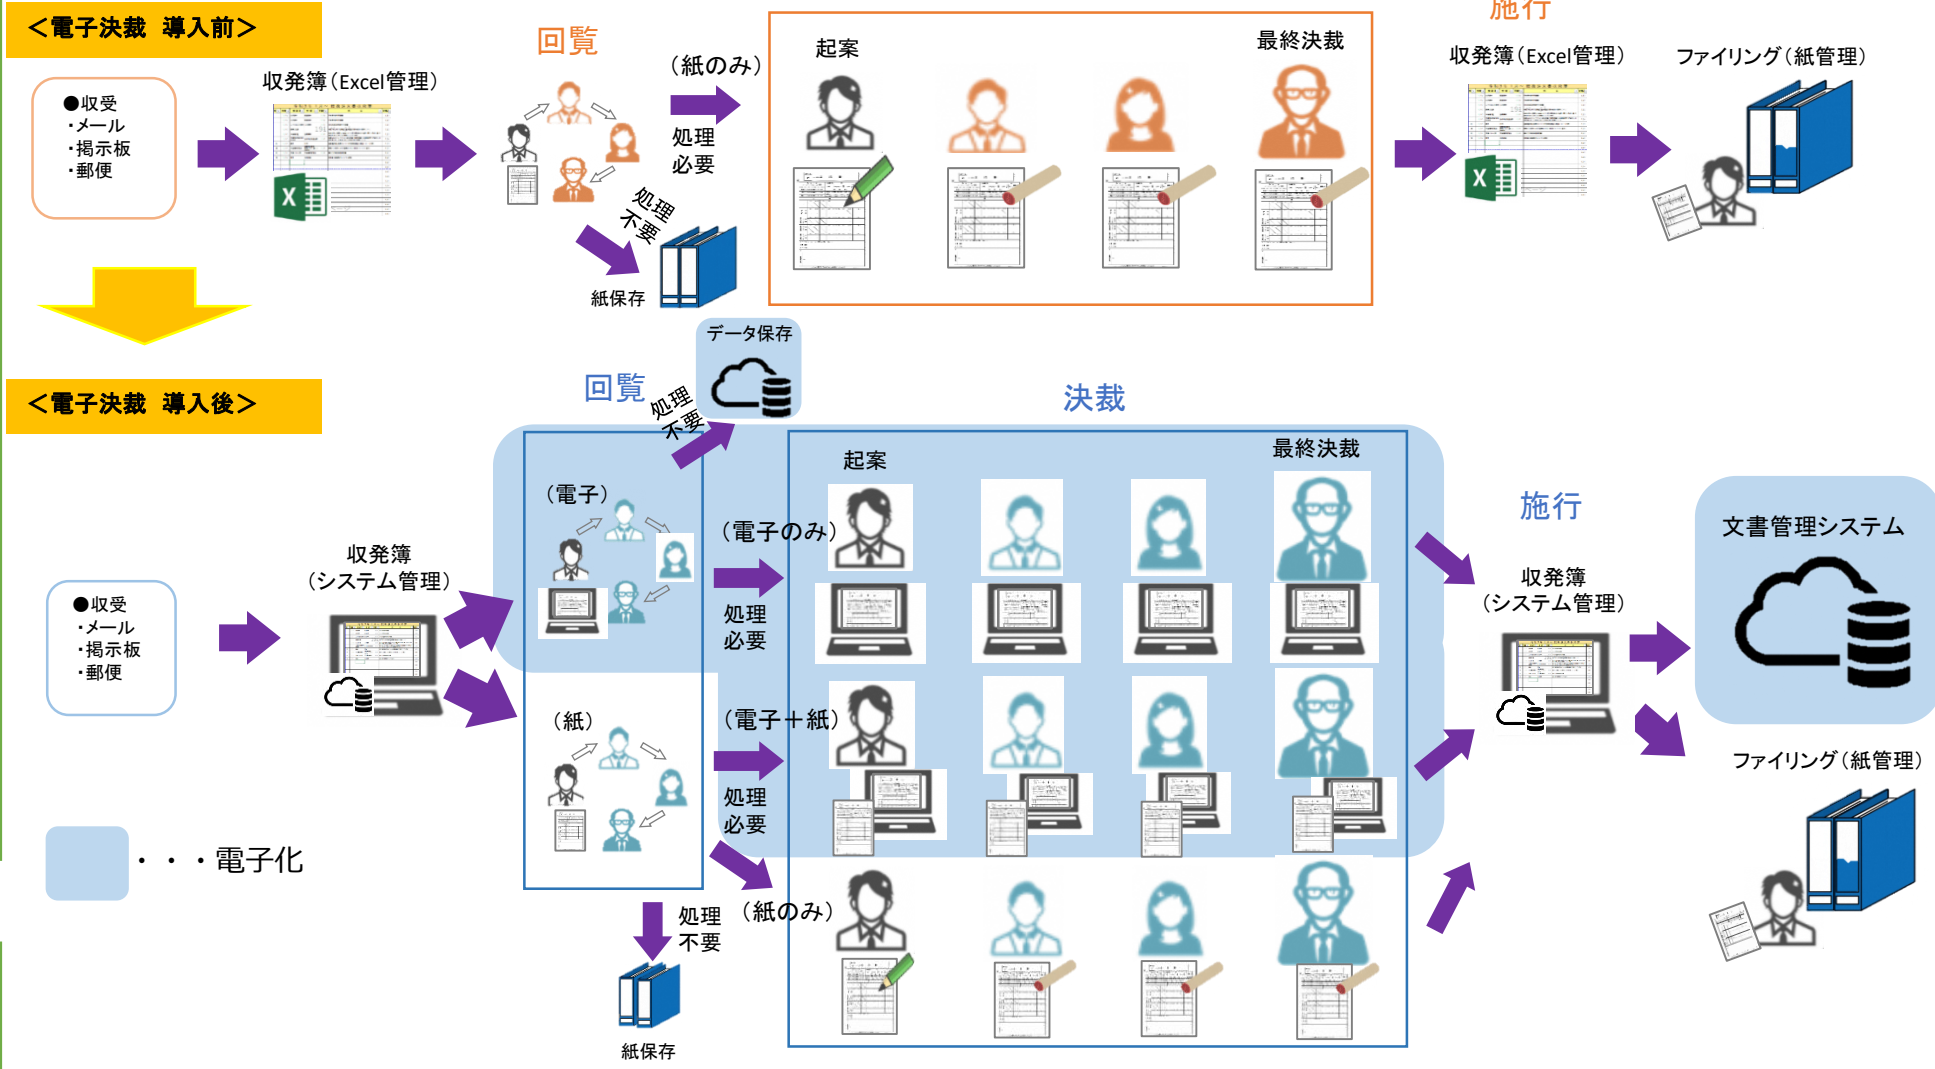 ＜電子決裁 導入前＞
●収受
・メール
・掲示板
・郵便
収発簿（Excel管理）
回覧
（紙のみ）
処理
必要
処理
不要
紙保存
起案
最終決裁
施行
収発簿（Excel管理）
ファイリング（紙管理）
＜電子決裁 導入後＞
●収受
・メール
・掲示板
・郵便
収発簿
（システム管理）
回覧
（電子）
処理
不要
データ保存
（紙）
（電子のみ）
処理
必要
（電子＋紙）
処理
必要
（紙のみ）
処理
不要
紙保存
決裁
起案
最終決裁
施行
収発簿
（システム管理）
文書管理システム
ファイリング（紙管理）
・・・電子化